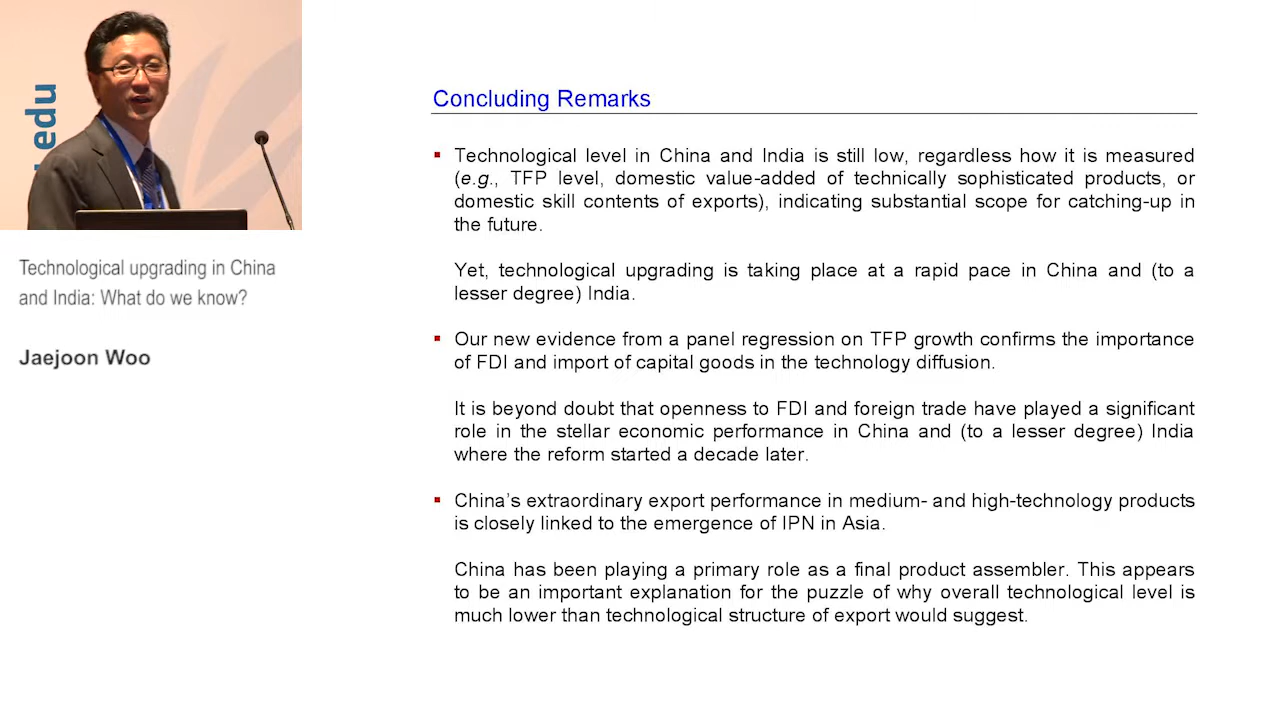 .edu
Technological upgrading in China
and India: What do we know?
Jaejoon Woo
Concluding Remarks
Technological level in China and India is still low, regardless how it is measured
(e.g., TFP level, domestic value-added of technically sophisticated products, or
domestic skill contents of exports), indicating substantial scope for catching-up in
the future.
Yet, technological upgrading is taking place at a rapid pace in China and (to a
lesser degree) India.
Our new evidence from a panel regression on TFP growth confirms the importance
of FDI and import of capital goods in the technology diffusion.
It is beyond doubt that openness to FDI and foreign trade have played a significant
role in the stellar economic performance in China and (to a lesser degree) India
where the reform started a decade later.
China's extraordinary export performance in medium- and high-technology products
is closely linked to the emergence of IPN in Asia.
China has been playing a primary role as a final product assembler. This appears
to be an important explanation for the puzzle of why overall technological level is
much lower than technological structure of export would suggest.